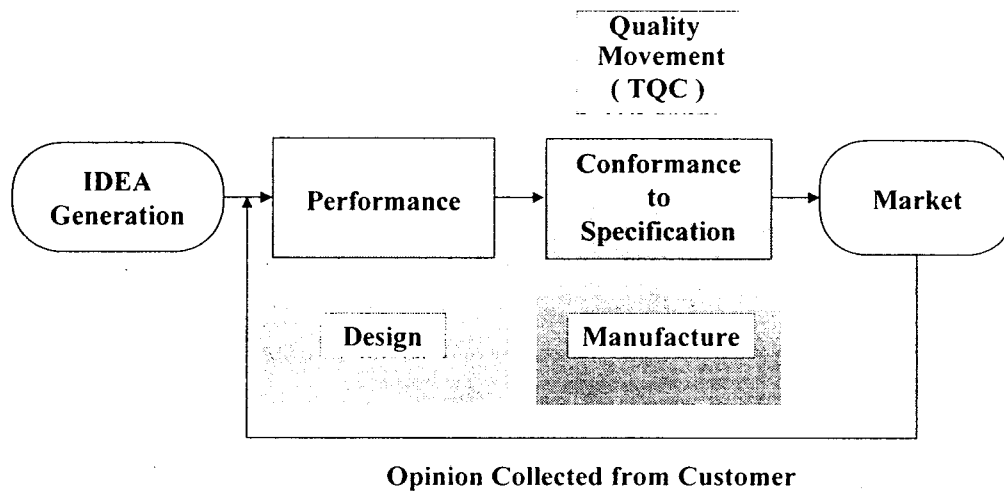 Quality
Movement
( TQC )
IDEA
Generation
Performance
Conformance
to
Specification
Market
Design
Manufacture
Opinion Collected from Customer